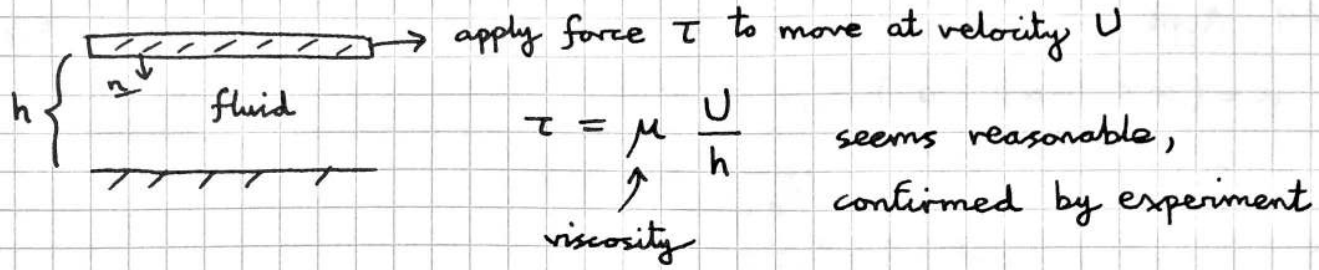 apply force τ to move at velocity U
h
n
fluid
τ = μ U/h
seems reasonable,
confirmed by experiment
viscosity